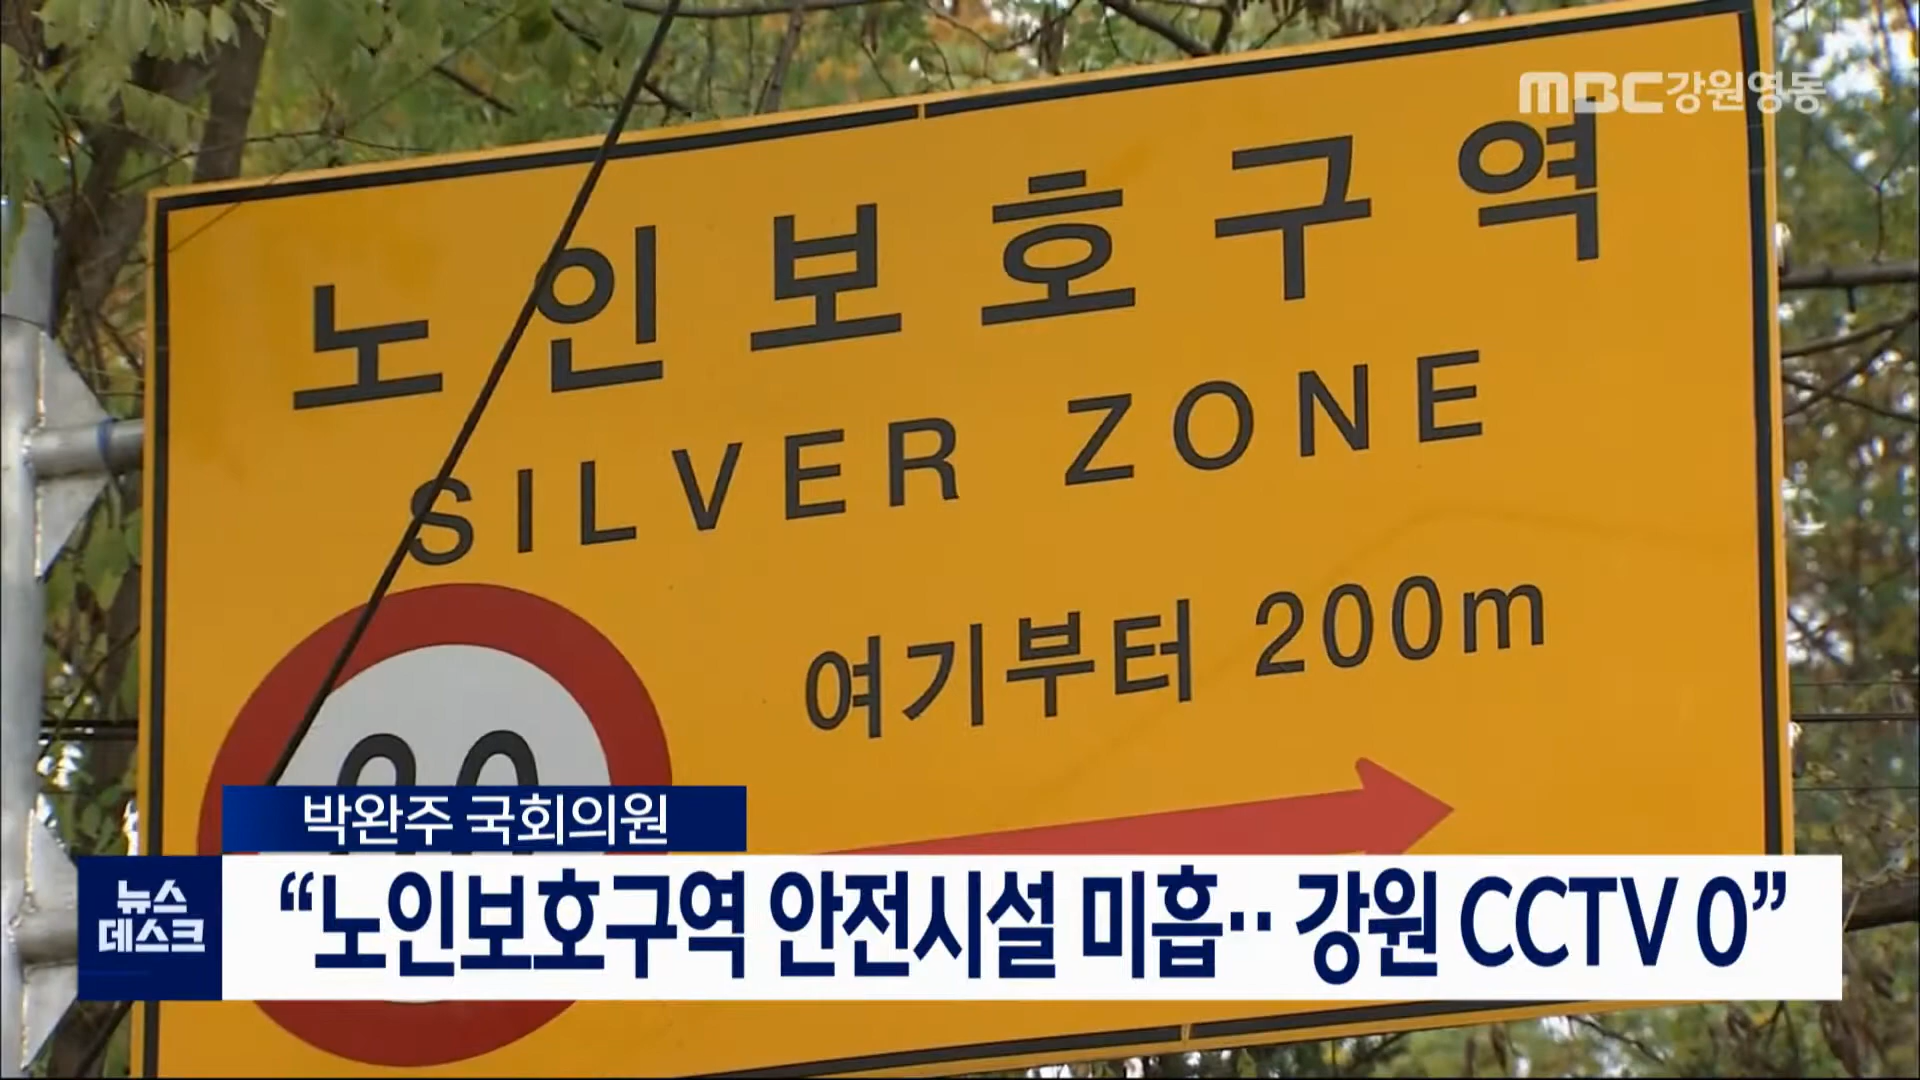 MBC강원영동
노인보호구역
SILVER ZONE
여기부터 200m
박완주 국회의원
뉴스
데스크
“노인보호구역 안전시설 미흡‥ 강원 CCTV 0”